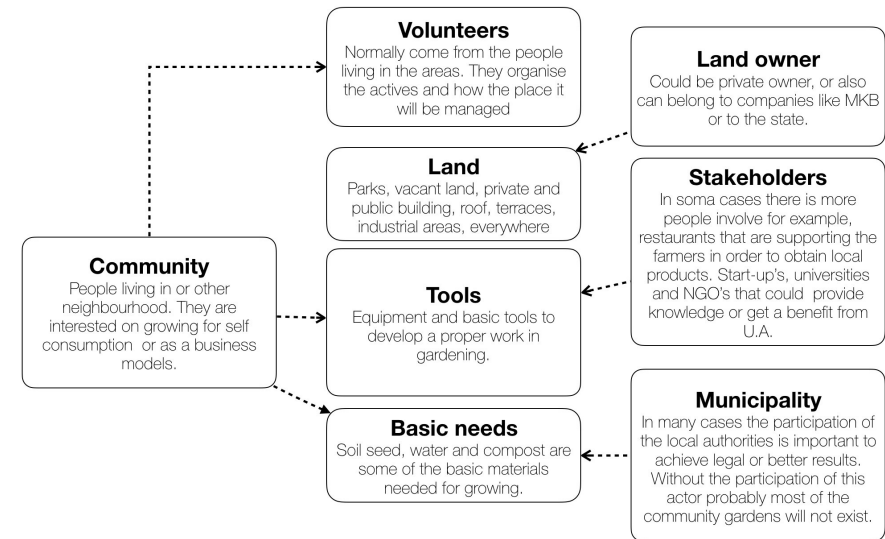 Volunteers
Normally come from the people
living in the areas. They organise
the actives and how the place it
will be managed
Land owner
Could be private owner, or also
can belong to companies like MKB
or to the state.
Land
Parks, vacant land, private and
public building, roof, terraces,
industrial areas, everywhere
Stakeholders
In soma cases there is more
people involve for example,
restaurants that are supporting the
farmers in order to obtain local
products. Start-up's, universities
and NGO's that could provide
knowledge or get a benefit from
U.A.
Community
People living in or other
neighbourhood. They are
interested on growing for self
consumption or as a business
models.
Tools
Equipment and basic tools to
develop a proper work in
gardening.
Basic needs
Soil seed, water and compost are
some of the basic materials
needed for growing.
Municipality
In many cases the participation of
the local authorities is important to
achieve legal or better results.
Without the participation of this
actor probably most of the
community gardens will not exist.